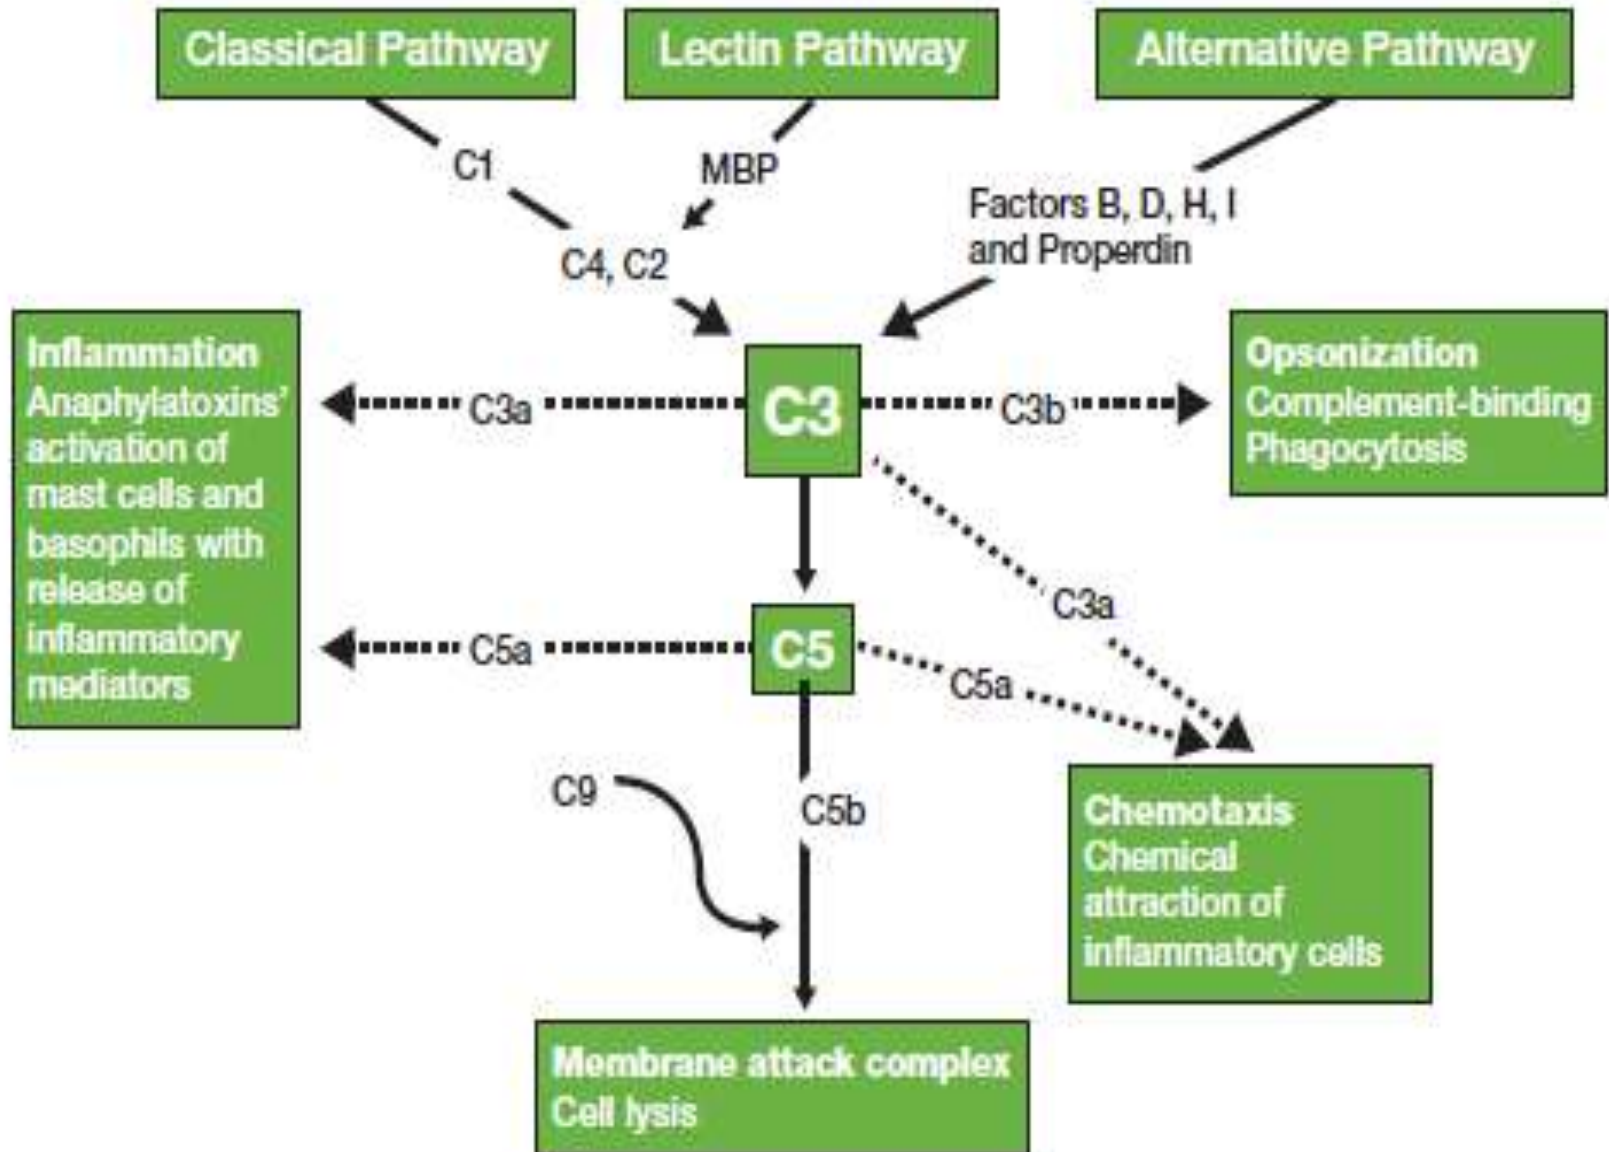 Classical Pathway
Lectin Pathway
Alternative Pathway
C1
MBP
Factors B, D, H, I
and Properdin
C4, C2
Inflammation
Anaphylatoxins’
activation of
mast cells and
basophils with
release of
inflammatory
mediators
C3a
C3
C3b
Opsonization
Complement-binding
Phagocytosis
C3a
C5a
C5
C5a
C9
C5b
Chemotaxis
Chemical
attraction of
inflammatory cells
Membrane attack complex
Cell lysis